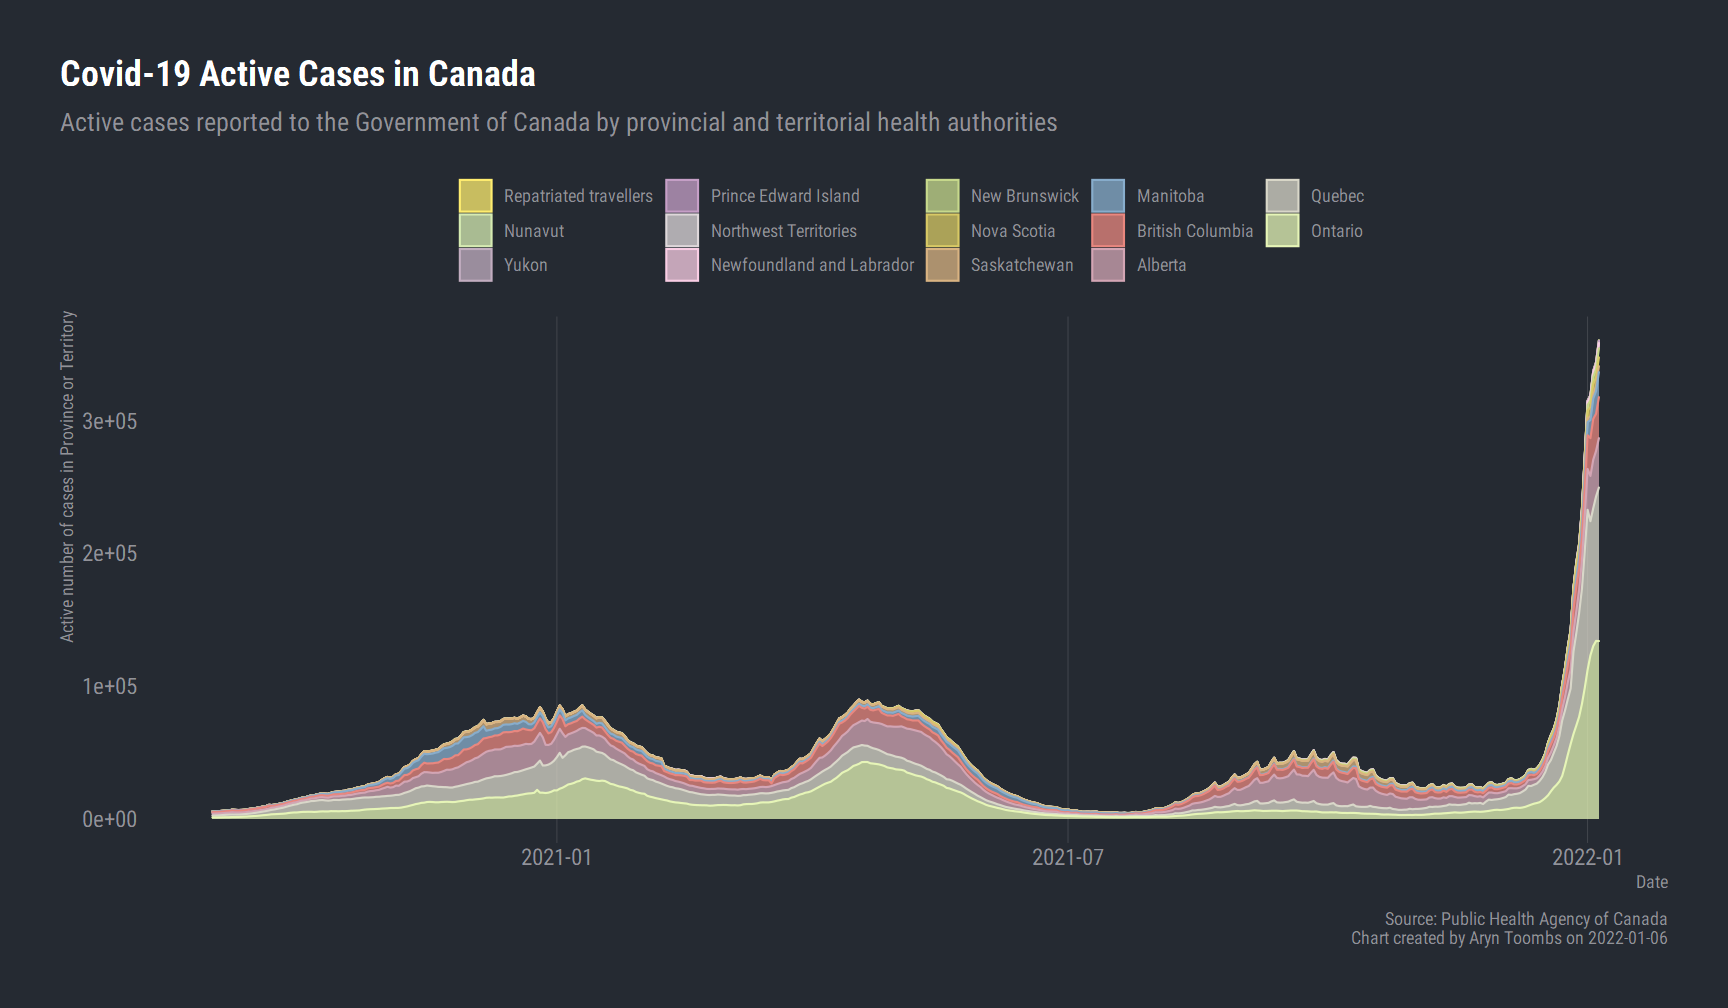 Covid-19 Active Cases in Canada
Active cases reported to the Government of Canada by provincial and territorial health authorities
Repatriated travellers
Prince Edward Island
New Brunswick
Manitoba
Quebec
Nunavut
Northwest Territories
Nova Scotia
British Columbia
Ontario
Yukon
Newfoundland and Labrador
Saskatchewan
Alberta
Active number of cases in Province or Territory
3e+05
2e+05
1e+05
0e+00
2021-01
2021-07
2022-01
Date
Source: Public Health Agency of Canada
Chart created by Aryn Toombs on 2022-01-06